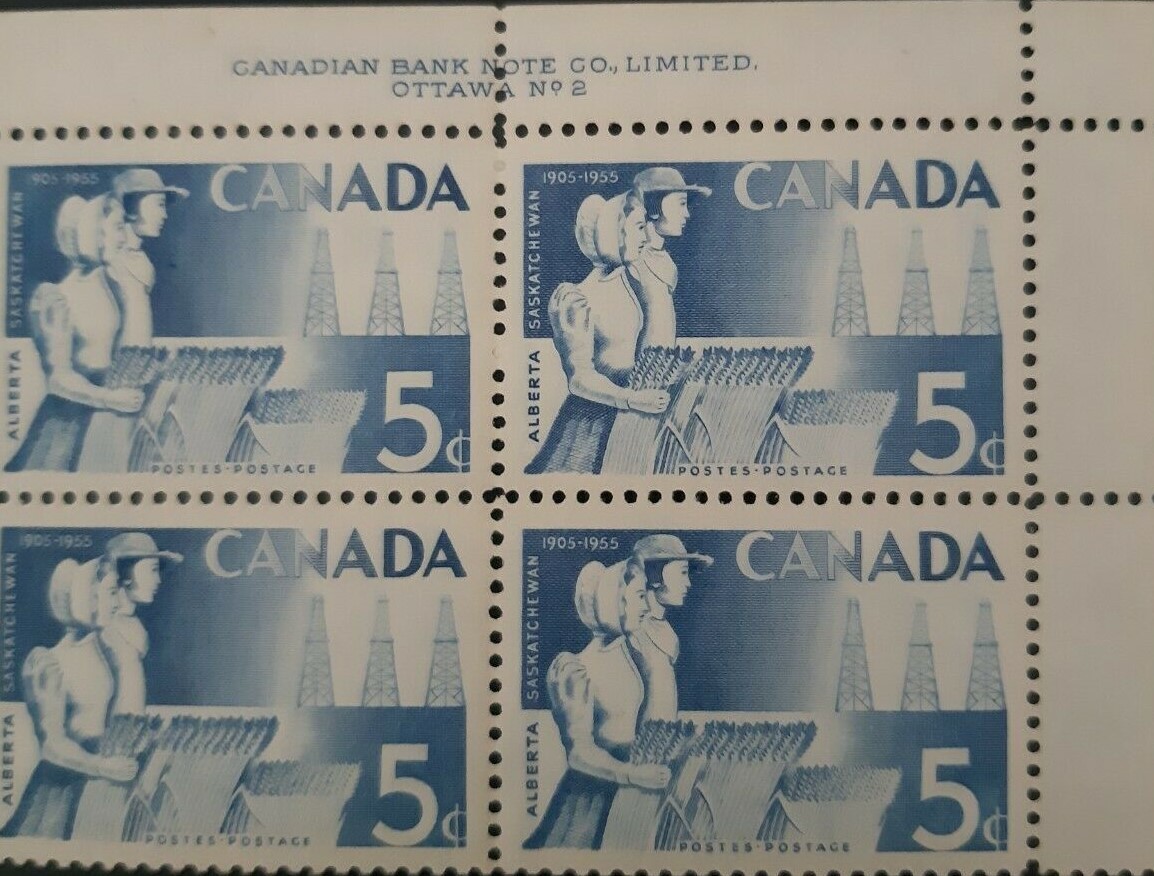 CANADIAN BANK NOTE CO., LIMITED.
OTTAWA Nº 2
905-1955
CANADA
SASKATCHEWAN
ALBERTA
5¢
POSTES-POSTAGE
1905-1955
CANADA
SASKATCHEWAN
ALBERTA
5¢
POSTES-POSTAGE
1905-1955
CANADA
SASKATCHEWAN
ALBERTA
5¢
POSTES-POSTAGE
1905-1955
CANADA
SASKATCHEWAN
ALBERTA
5¢
POSTES-POSTAGE